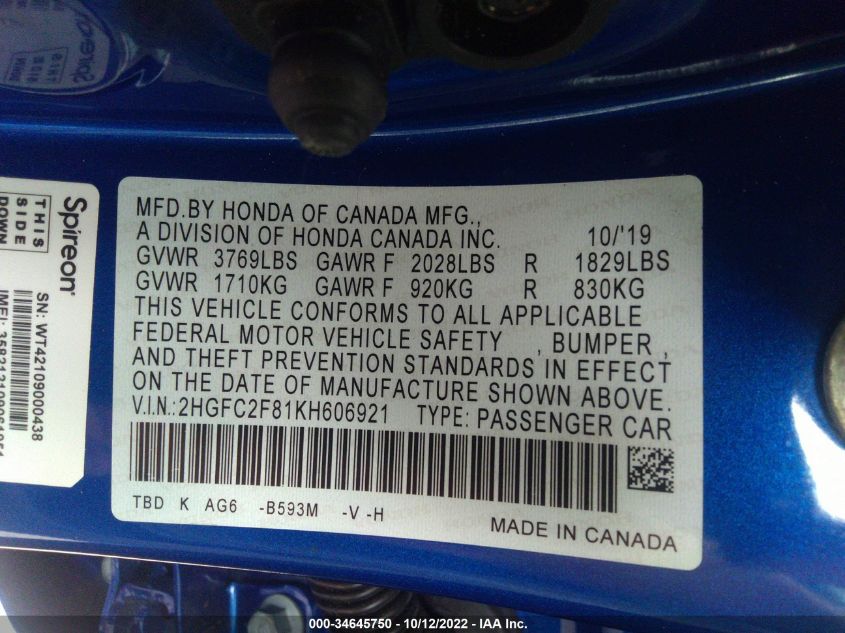 MFD.BY HONDA OF CANADA MFG.,
A DIVISION OF HONDA CANADA INC. 10/'19
GVWR 3769LBS GAWR F 2028LBS R 1829LBS
GVWR 1710KG GAWR F 920KG R 830KG
THIS VEHICLE CONFORMS TO ALL APPLICABLE
FEDERAL MOTOR VEHICLE SAFETY , BUMPER ,
AND THEFT PREVENTION STANDARDS IN EFFECT
ON THE DATE OF MANUFACTURE SHOWN ABOVE.
V.I.N.:2HGFC2F81KH606921 TYPE: PASSENGER CAR
TBD K AG6 -B593M -V -H
MADE IN CANADA
Spireon
THIS
SIDE
DOWN
SN: WT42109000438
IMEI:
000-34645750 - 10/12/2022 - IAA Inc.